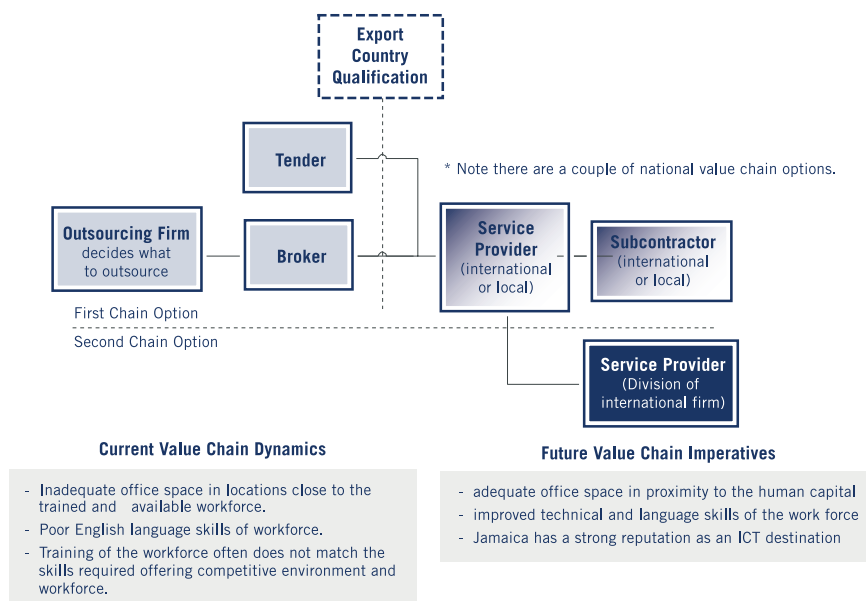 Export
Country
Qualification
Tender
* Note there are a couple of national value chain options.
Outsourcing Firm
decides what
to outsource
Broker
Service
Provider
(international
or local)
Subcontractor
(international
or local)
First Chain Option
Second Chain Option
Service Provider
(Division of
international firm)
Current Value Chain Dynamics
- Inadequate office space in locations close to the
trained and available workforce.
- Poor English language skills of workforce.
- Training of the workforce often does not match the
skills required offering competitive environment and
workforce.
Future Value Chain Imperatives
- adequate office space in proximity to the human capital
- improved technical and language skills of the work force
- Jamaica has a strong reputation as an ICT destination